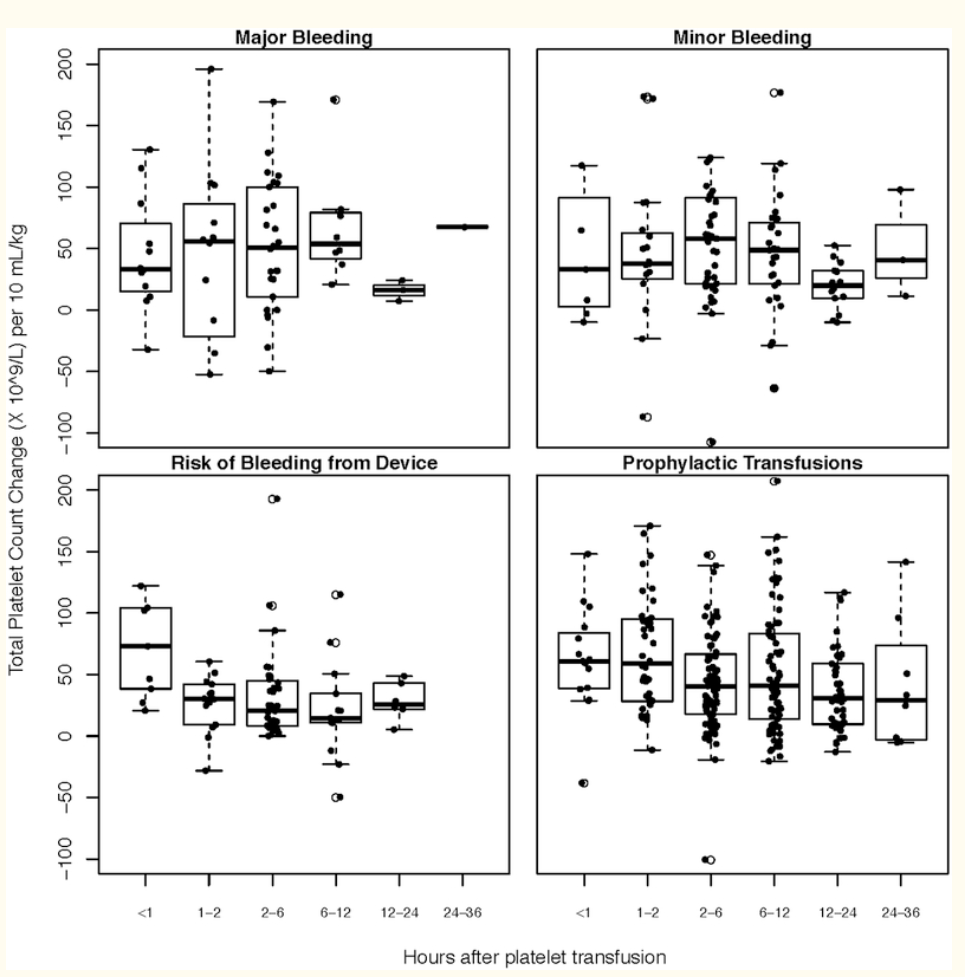 Major Bleeding
Minor Bleeding
200
150
100
50
0
−50
−100
Risk of Bleeding from Device
Prophylactic Transfusions
200
150
100
50
0
−50
−100
Total Platelet Count Change (X 10^9/L) per 10 mL/kg
<1 1−2 2−6 6−12 12−24 24−36
<1 1−2 2−6 6−12 12−24 24−36
Hours after platelet transfusion